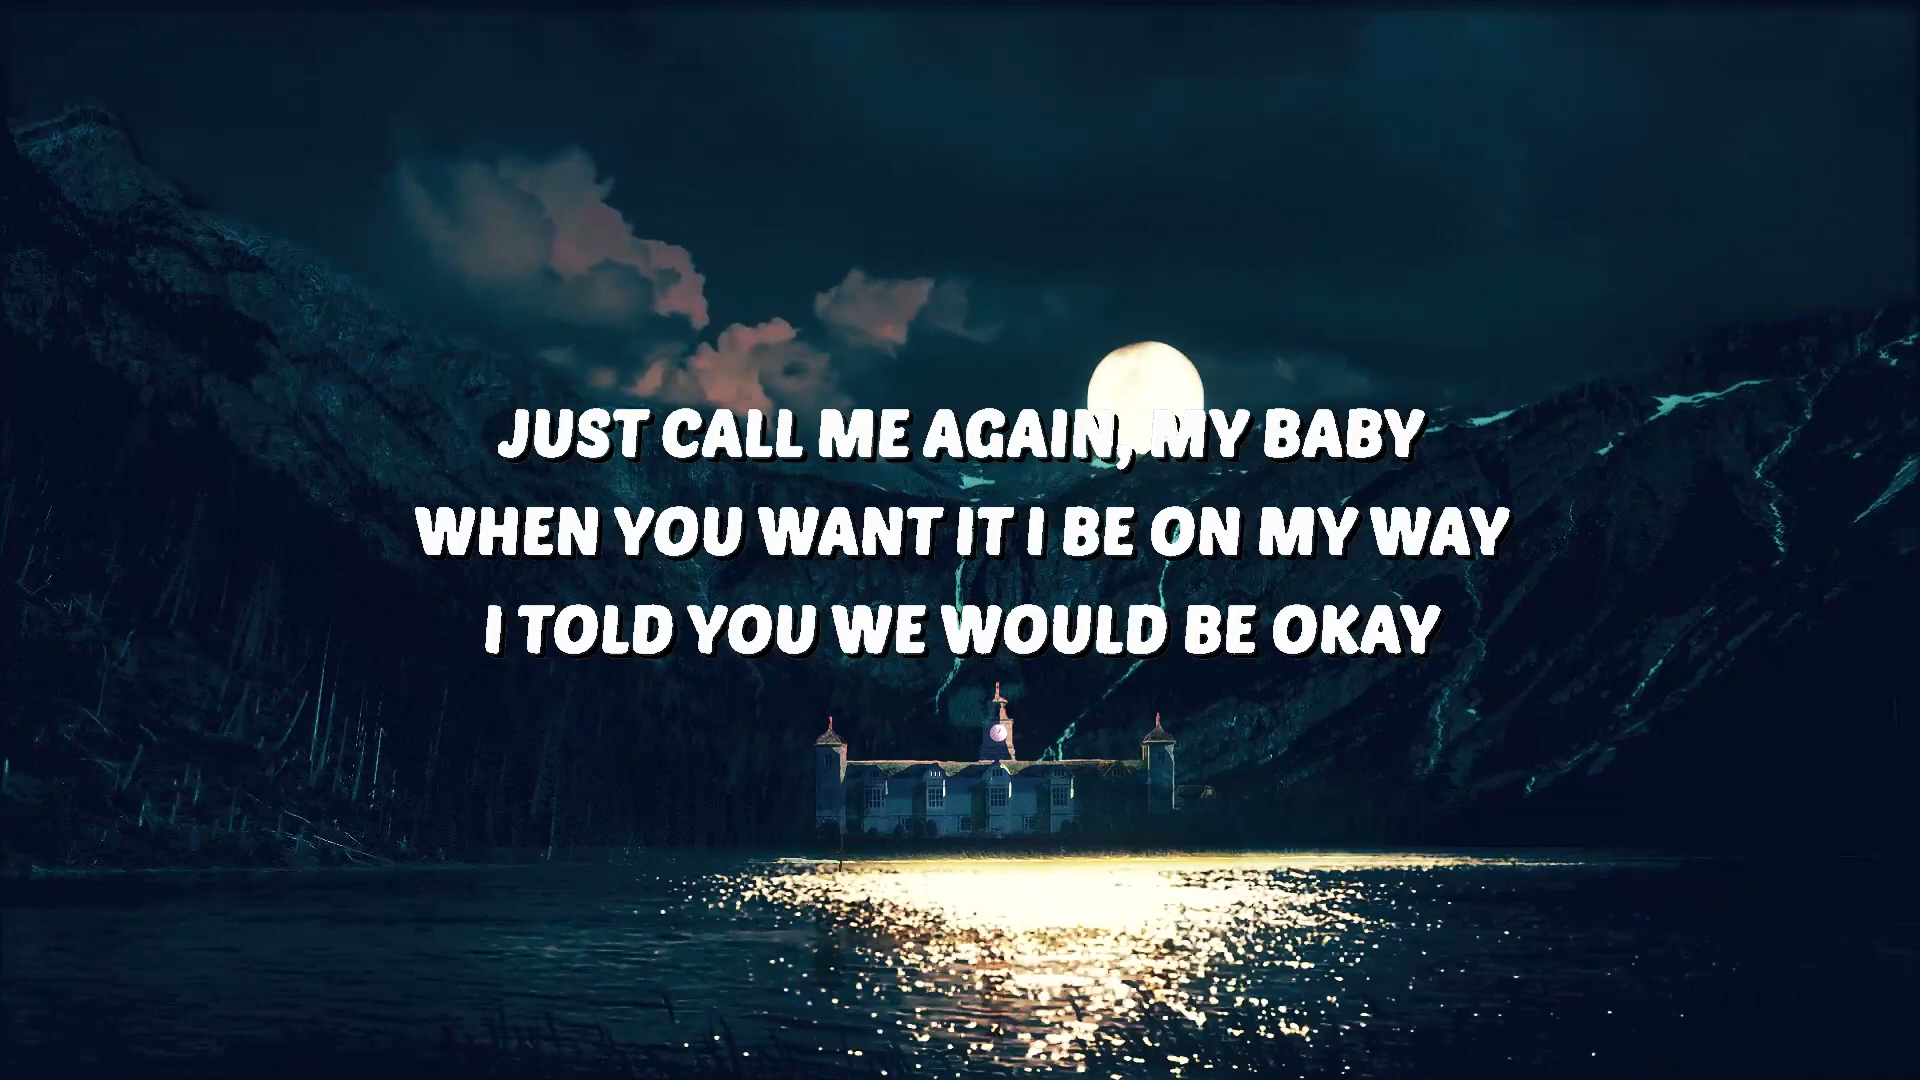 JUST CALL ME AGAIN, MY BABY
WHEN YOU WANT IT I BE ON MY WAY
I TOLD YOU WE WOULD BE OKAY